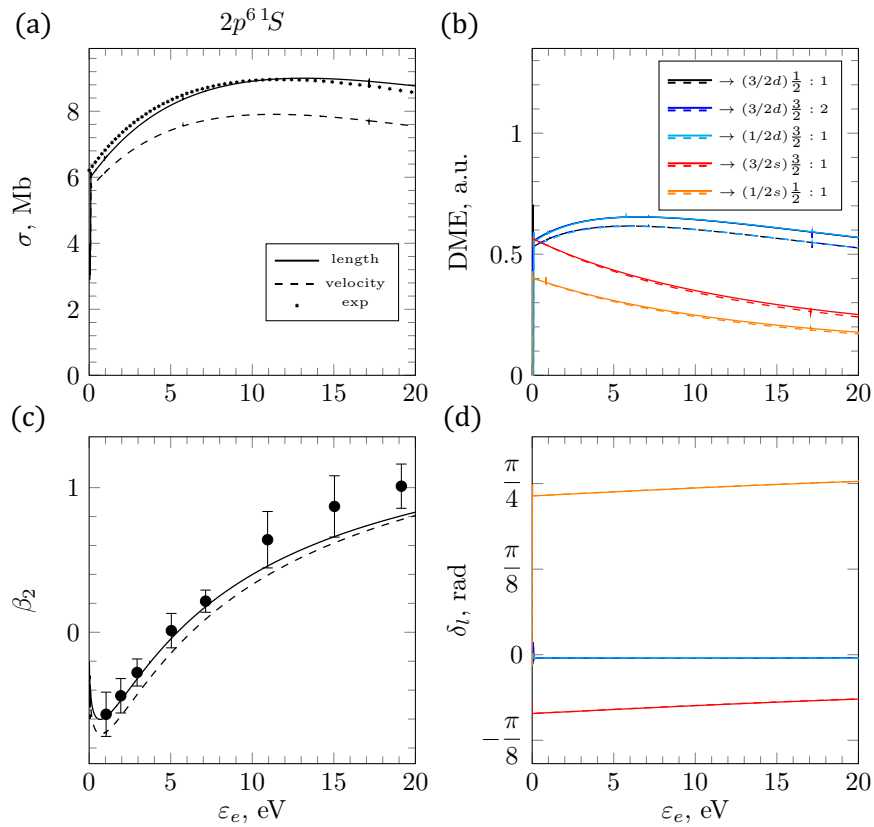 (a)
2p⁶ ¹S
8
6
4
2
0
σ, Mb
length
velocity
exp
0
5
10
15
20
(b)
1
0.5
0
DME, a.u.
→ (3/2d) 1/2 : 1
→ (3/2d) 3/2 : 2
→ (1/2d) 3/2 : 1
→ (3/2s) 3/2 : 1
→ (1/2s) 1/2 : 1
0
5
10
15
20
(c)
1
0
β₂
0
5
10
15
20
εₑ, eV
(d)
π/4
π/8
0
−π/8
δₗ, rad
0
5
10
15
20
εₑ, eV